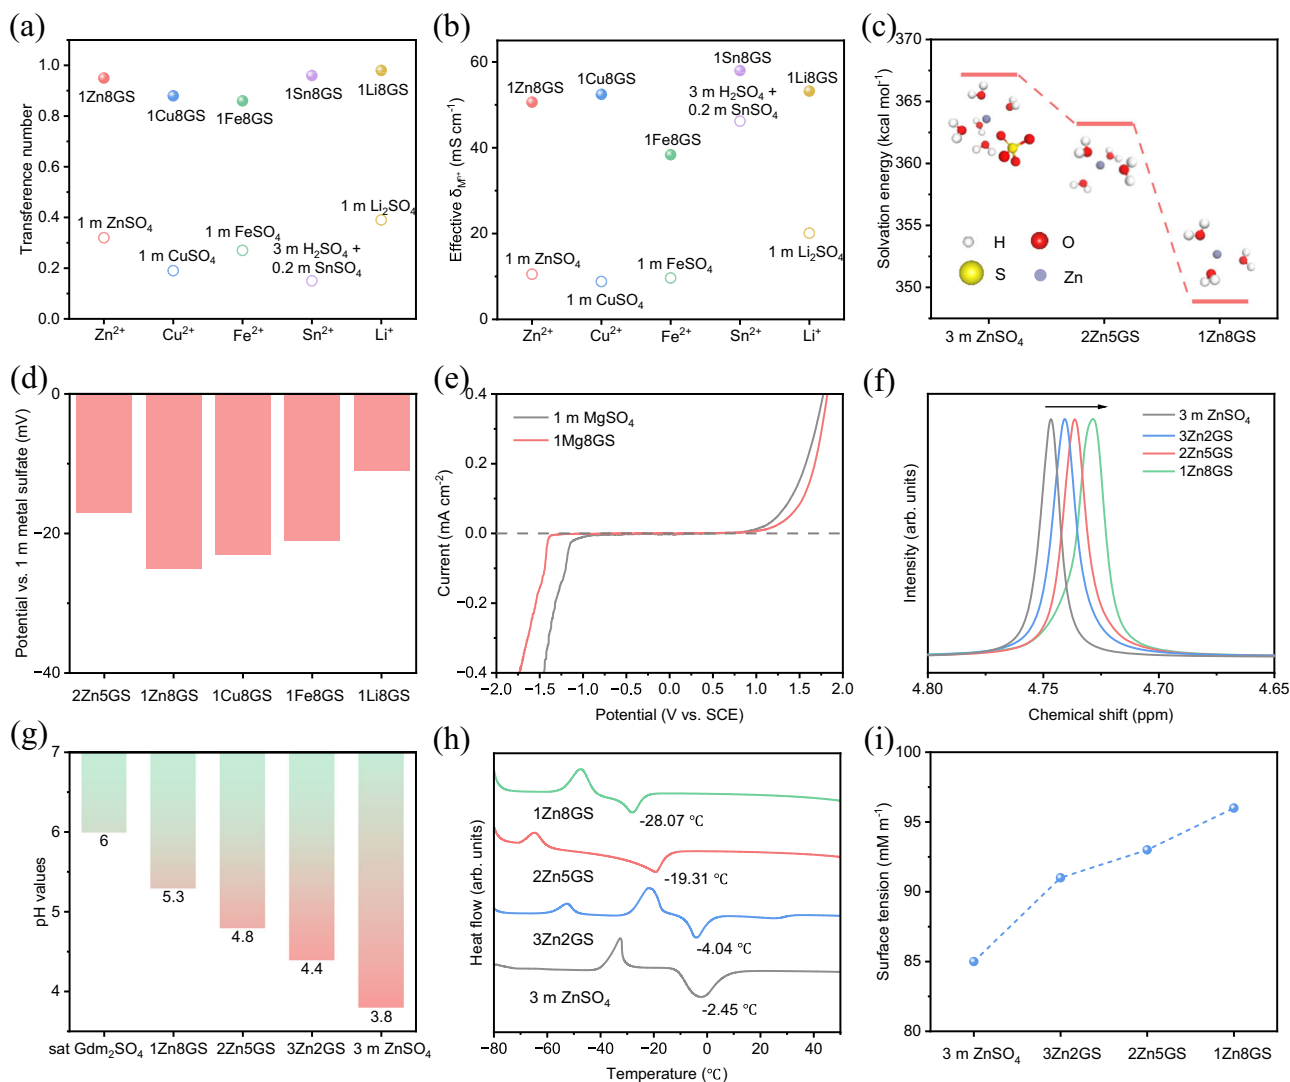 (a)
Transference number
1.0
0.8
0.6
0.4
0.2
0.0
1Zn8GS
1Cu8GS
1Fe8GS
1Sn8GS
1Li8GS
1 m ZnSO₄
1 m CuSO₄
1 m FeSO₄
3 m H₂SO₄ +
0.2 m SnSO₄
1 m Li₂SO₄
Zn²⁺ Cu²⁺ Fe²⁺ Sn²⁺ Li⁺
(b)
Effective δ_Mⁿ⁺ (mS cm⁻¹)
60
40
20
0
1Zn8GS
1Cu8GS
1Fe8GS
1Sn8GS
3 m H₂SO₄ +
0.2 m SnSO₄
1Li8GS
1 m ZnSO₄
1 m CuSO₄
1 m FeSO₄
1 m Li₂SO₄
Zn²⁺ Cu²⁺ Fe²⁺ Sn²⁺ Li⁺
(c)
Solvation energy (kcal mol⁻¹)
370
365
360
355
350
H
O
S
Zn
3 m ZnSO₄ 2Zn5GS 1Zn8GS
(d)
Potential vs. 1 m metal sulfate (mV)
0
−20
−40
2Zn5GS 1Zn8GS 1Cu8GS 1Fe8GS 1Li8GS
(e)
Current (mA cm⁻²)
0.4
0.2
0.0
−0.2
−0.4
1 m MgSO₄
1Mg8GS
−2.0 −1.5 −1.0 −0.5 0.0 0.5 1.0 1.5 2.0
Potential (V vs. SCE)
(f)
Intensity (arb. units)
3 m ZnSO₄
3Zn2GS
2Zn5GS
1Zn8GS
4.80 4.75 4.70 4.65
Chemical shift (ppm)
(g)
pH values
7
6
5
4
6
5.3
4.8
4.4
3.8
sat Gdm₂SO₄ 1Zn8GS 2Zn5GS 3Zn2GS 3 m ZnSO₄
(h)
Heat flow (arb. units)
1Zn8GS
-28.07 ℃
2Zn5GS
-19.31 ℃
3Zn2GS
-4.04 ℃
3 m ZnSO₄
-2.45 ℃
−80 −60 −40 −20 0 20 40
Temperature (℃)
(i)
Surface tension (mM m⁻¹)
100
95
90
85
80
3 m ZnSO₄ 3Zn2GS 2Zn5GS 1Zn8GS